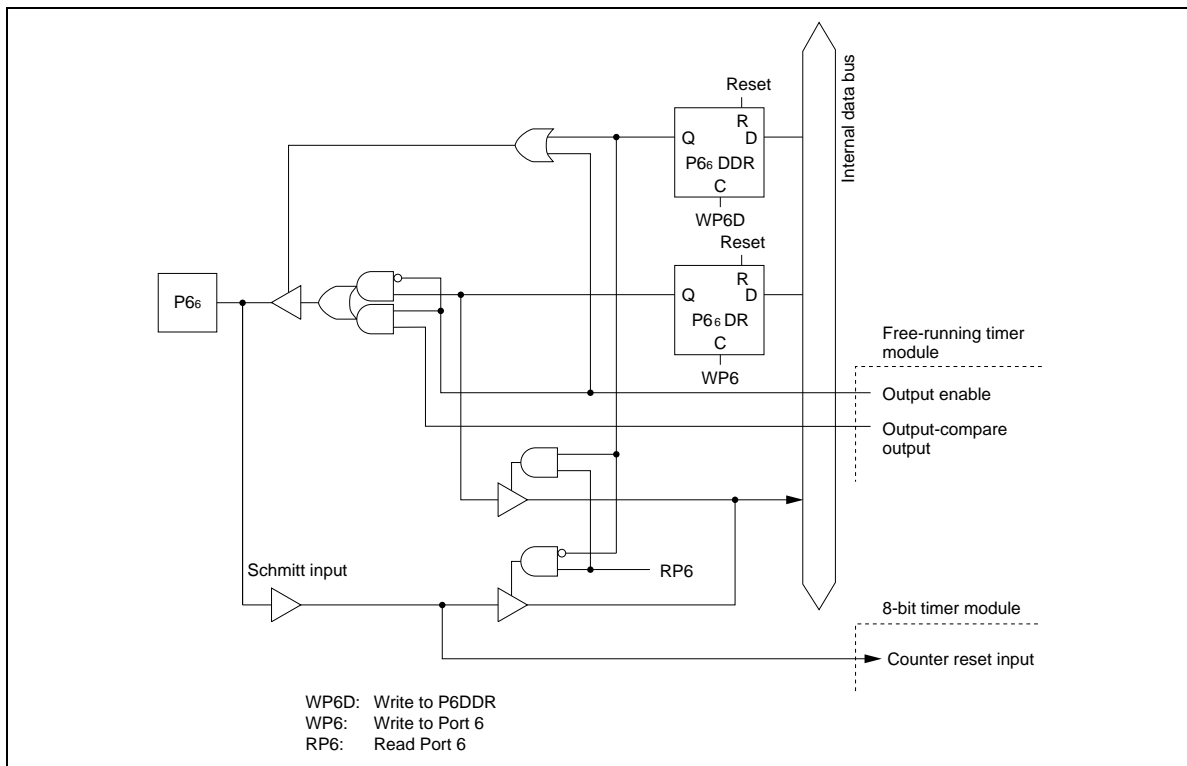 Reset
R
Q D
P6₆ DDR
C
WP6D
Internal data bus
Reset
R
Q D
P6₆ DR
C
WP6
P6₆
Free-running timer
module
Output enable
Output-compare
output
RP6
Schmitt input
8-bit timer module
Counter reset input
WP6D: Write to P6DDR
WP6: Write to Port 6
RP6: Read Port 6